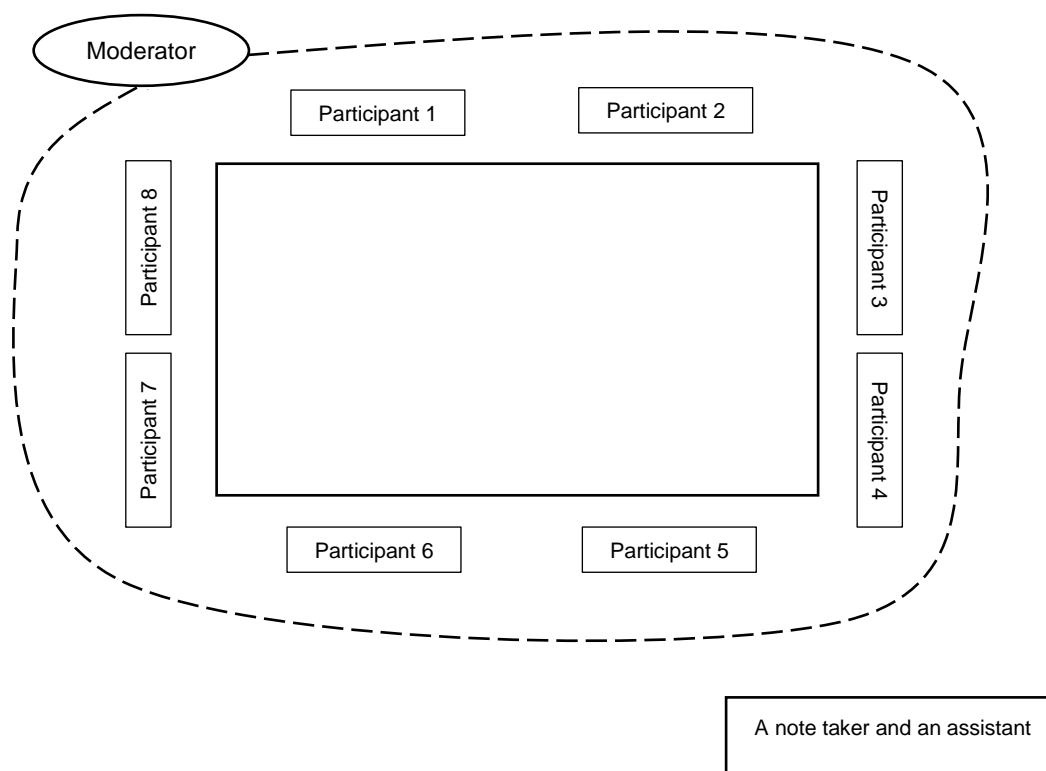 Moderator
Participant 1
Participant 2
Participant 8
Participant 3
Participant 7
Participant 4
Participant 6
Participant 5
A note taker and an assistant